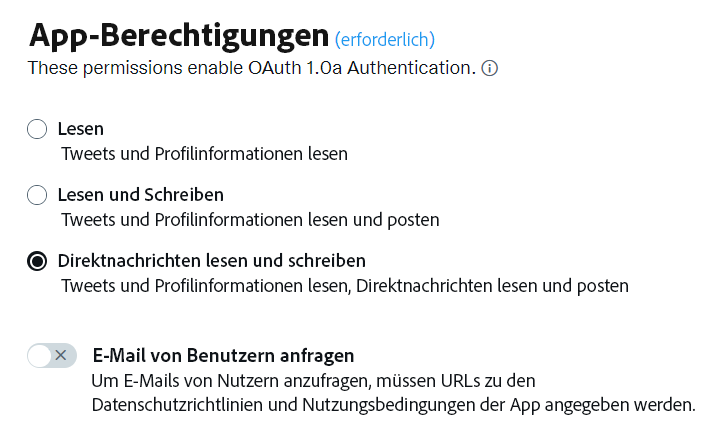 App-Berechtigungen (erforderlich)
These permissions enable OAuth 1.0a Authentication.
Lesen
Tweets und Profilinformationen lesen
Lesen und Schreiben
Tweets und Profilinformationen lesen und posten
Direktnachrichten lesen und schreiben
Tweets und Profilinformationen lesen, Direktnachrichten lesen und posten
E-Mail von Benutzern anfragen
Um E-Mails von Nutzern anzufragen, müssen URLs zu den
Datenschutzrichtlinien und Nutzungsbedingungen der App angegeben werden.